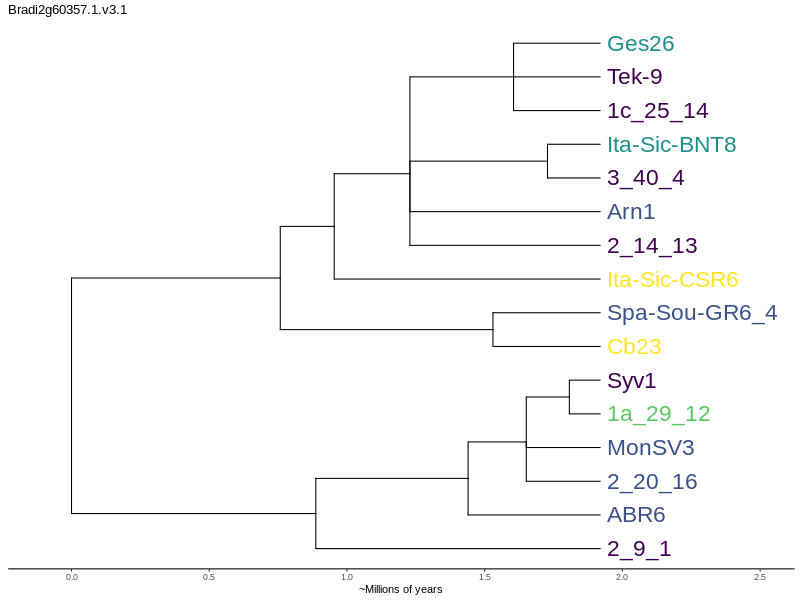 Bradi2g60357.1.v3.1
Ges26
Tek-9
1c_25_14
Ita-Sic-BNT8
3_40_4
Arn1
2_14_13
Ita-Sic-CSR6
Spa-Sou-GR6_4
Cb23
Syv1
1a_29_12
MonSV3
2_20_16
ABR6
2_9_1
0.0 0.5 1.0 1.5 2.0 2.5
~Millions of years